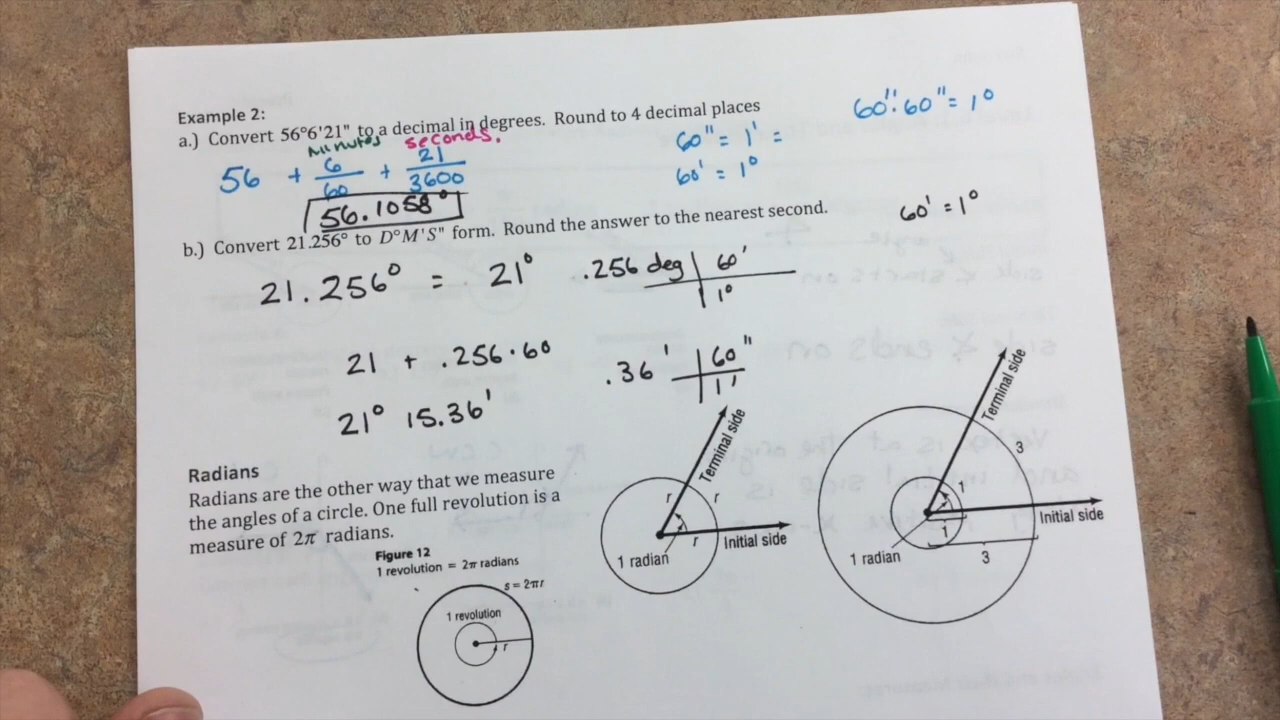 Example 2:
a.) Convert 56°6'21" to a decimal in degrees. Round to 4 decimal places
minutes seconds.
56 + 6/60 + 21/3600
56.1058°
60" = 1' =
60' = 1°
60"·60" = 1°
b.) Convert 21.256° to D°M'S" form. Round the answer to the nearest second.
60' = 1°
21.256° = 21°
.256 deg | 60'
1°
21 + .256·60
.36' | 60"
1'
21° 15.36'
Radians
Radians are the other way that we measure
the angles of a circle. One full revolution is a
measure of 2π radians.
Figure 12
1 revolution = 2π radians
s = 2πr
1 revolution
r
Terminal side
r
r
r
Initial side
1 radian
Terminal side
3
1
1
Initial side
1 radian
3